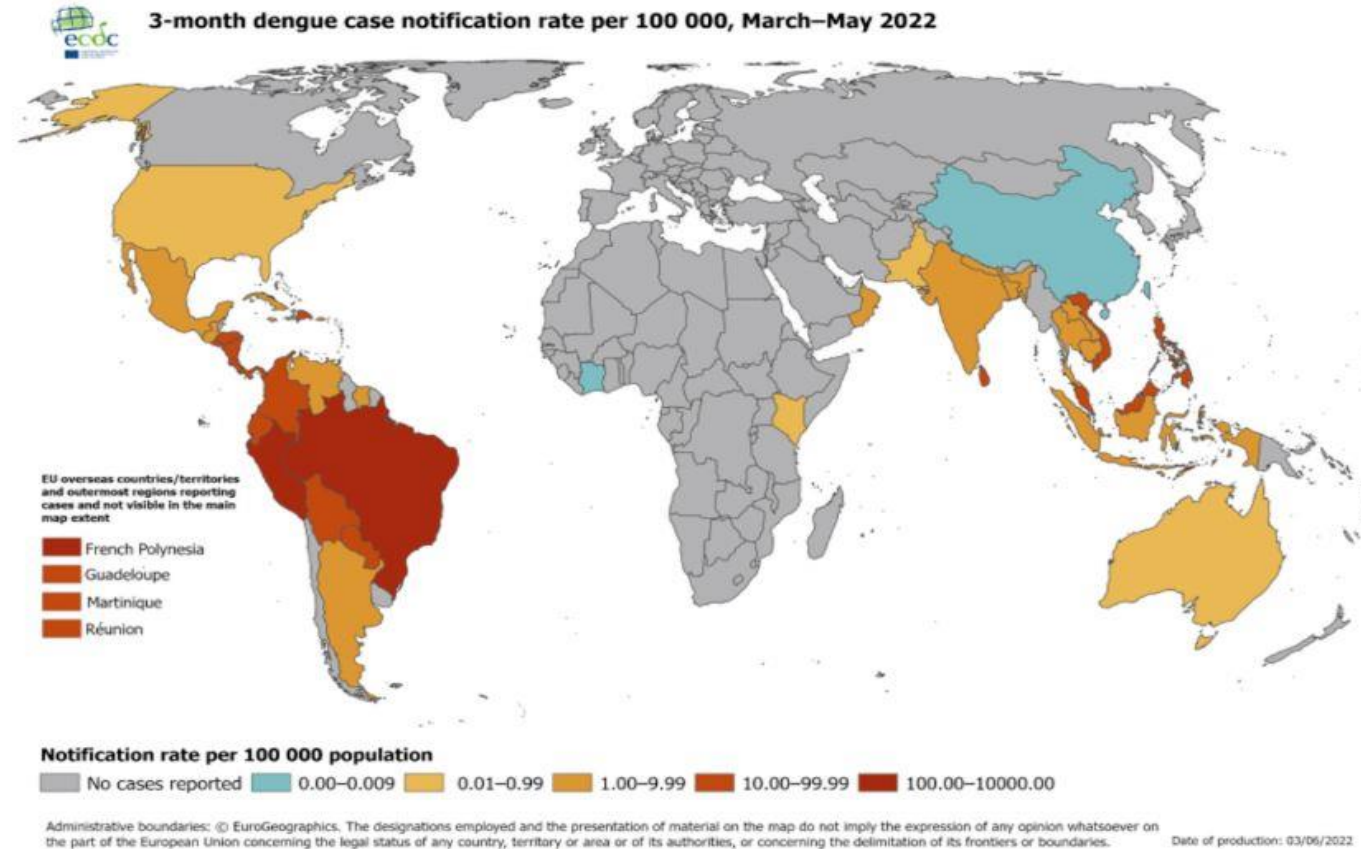 ecdc
3-month dengue case notification rate per 100 000, March–May 2022
EU overseas countries/territories
and outermost regions reporting
cases and not visible in the main
map extent
French Polynesia
Guadeloupe
Martinique
Réunion
Notification rate per 100 000 population
No cases reported 0.00–0.009 0.01–0.99 1.00–9.99 10.00–99.99 100.00–10000.00
Administrative boundaries: © EuroGeographics. The designations employed and the presentation of material on the map do not imply the expression of any opinion whatsoever on
the part of the European Union concerning the legal status of any country, territory or area or of its authorities, or concerning the delimitation of its frontiers or boundaries. Date of production: 03/06/2022